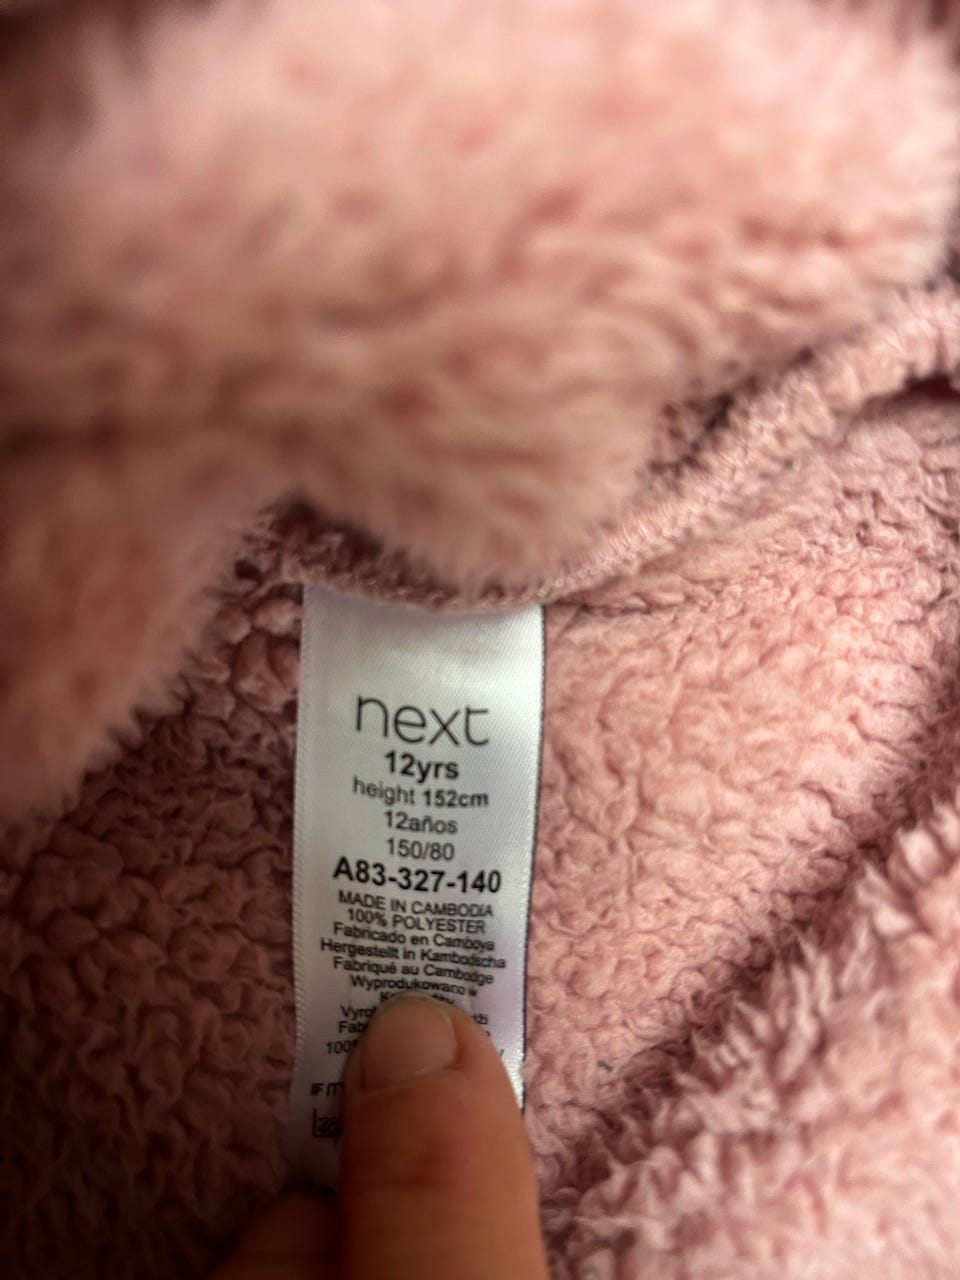 next
12yrs
height 152cm
12años
150/80
A83-327-140
MADE IN CAMBODIA
100% POLYESTER
Fabricado en Camboya
Hergestellt in Kambodscha
Fabriqué au Cambodge
Wyprodukowano w